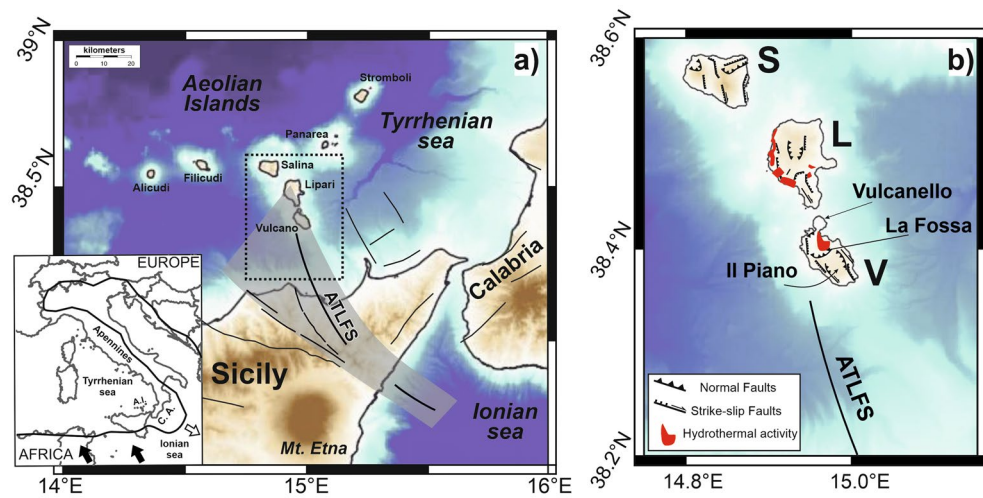 39°N
38.5°N
kilometers
0 10 20
a)
Aeolian
Islands
Stromboli
Tyrrhenian
sea
Panarea
Salina
Lipari
Filicudi
Alicudi
Vulcano
ATLFS
Calabria
Sicily
Mt. Etna
Ionian
sea
EUROPE
Apennines
Tyrrhenian
sea
A.I.
C.A.
Ionian
sea
AFRICA
14°E
15°E
16°E
38.6°N
38.4°N
38.2°N
b)
S
L
Vulcanello
La Fossa
Il Piano
V
ATLFS
Normal Faults
Strike-slip Faults
Hydrothermal activity
14.8°E
15.0°E